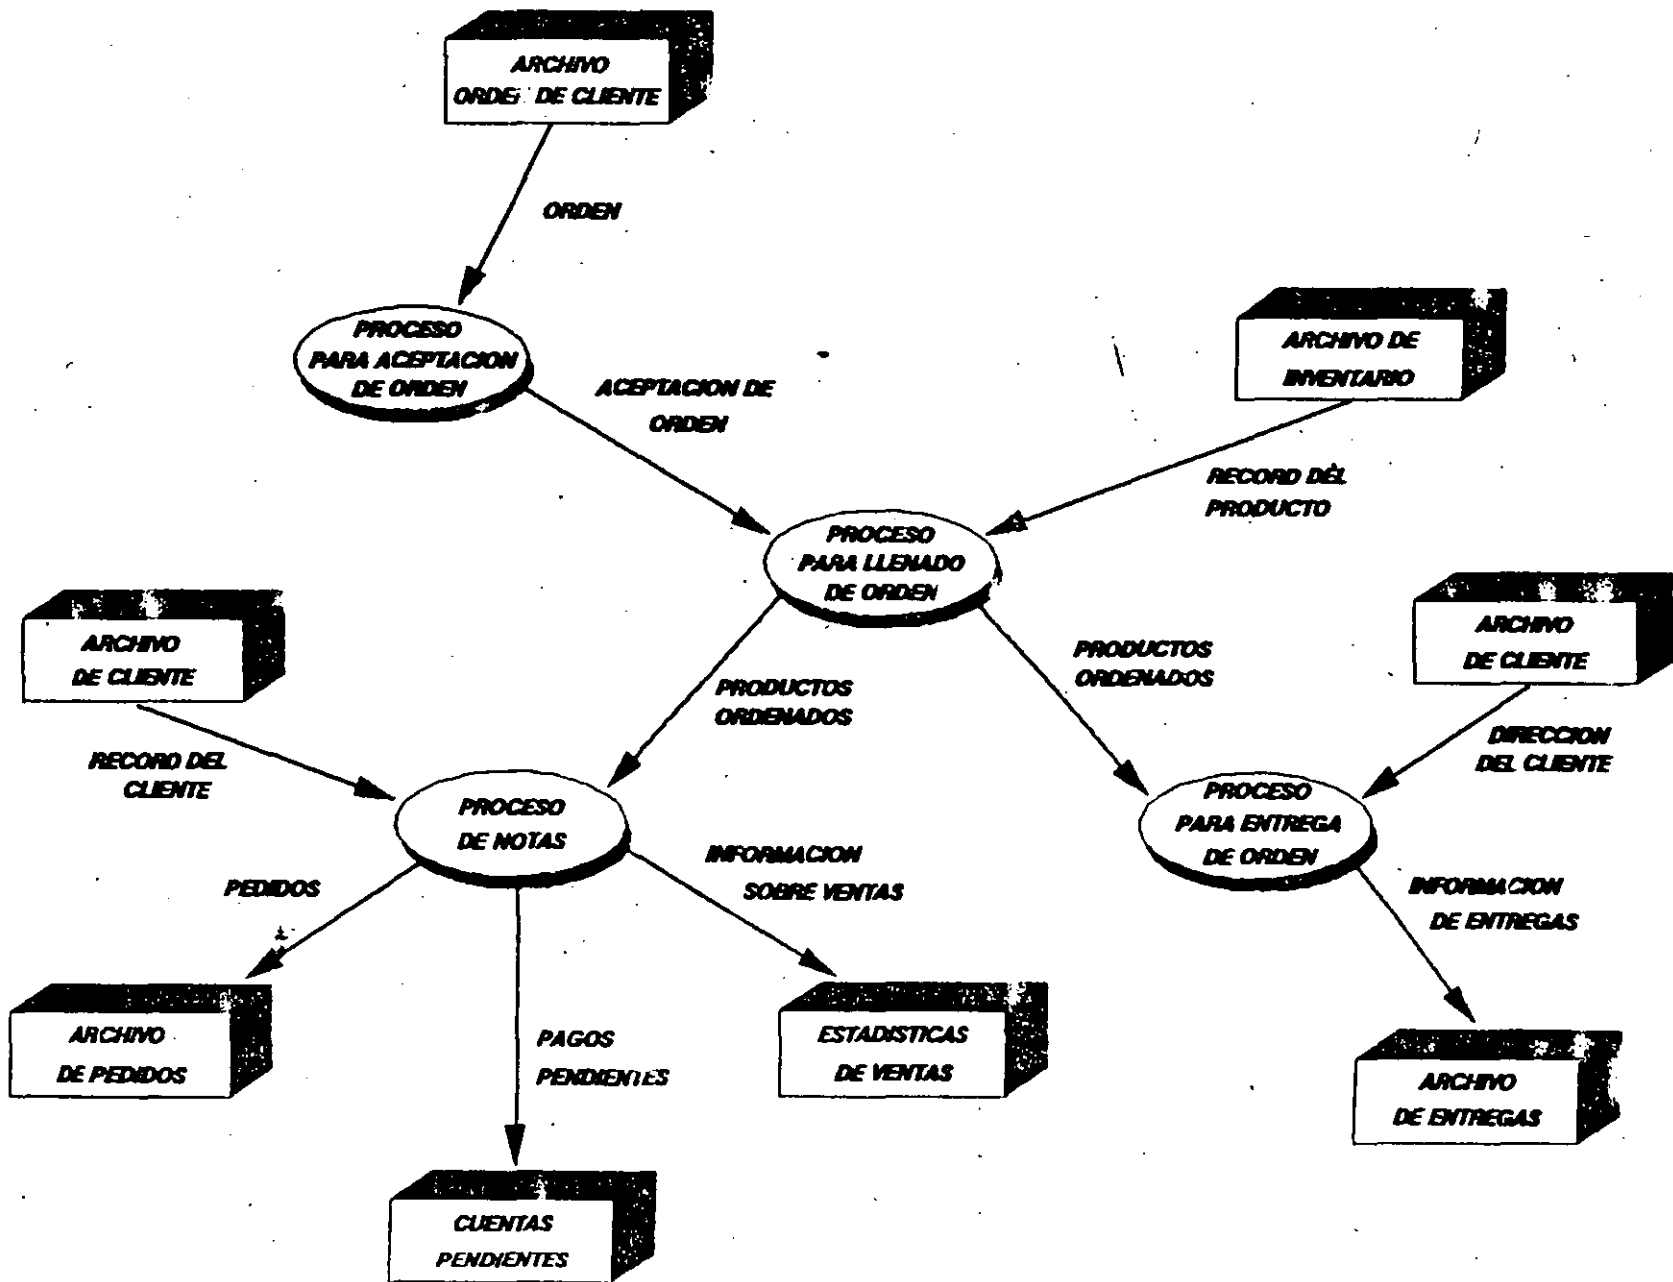 ARCHIVO
DE CLIENTE
ORDEN
PROCESO
PARA ACEPTACION
DE ORDEN
ACEPTACION DE
ORDEN
ARCHIVO DE
INVENTARIO
RECORD DEL
PRODUCTO
PROCESO
PARA LLENADO
DE ORDEN
ARCHIVO
DE CLIENTE
RECORD DEL
CLIENTE
PRODUCTOS
ORDENADOS
PRODUCTOS
ORDENADOS
ARCHIVO
DE CLIENTE
DIRECCION
DEL CLIENTE
PROCESO
DE NOTAS
PROCESO
PARA ENTREGA
DE ORDEN
PEDIDOS
INFORMACION
SOBRE VENTAS
INFORMACION
DE ENTREGAS
ARCHIVO
DE PEDIDOS
PAGOS
PENDIENTES
ESTADISTICAS
DE VENTAS
ARCHIVO
DE ENTREGAS
CUENTAS
PENDIENTES